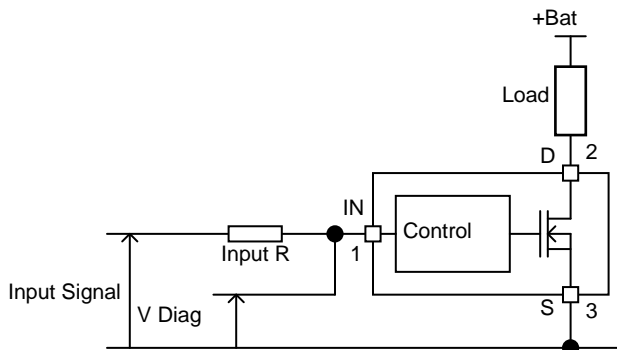 +Bat
Load
D
2
IN
Control
1
Input R
Input Signal
V Diag
S
3